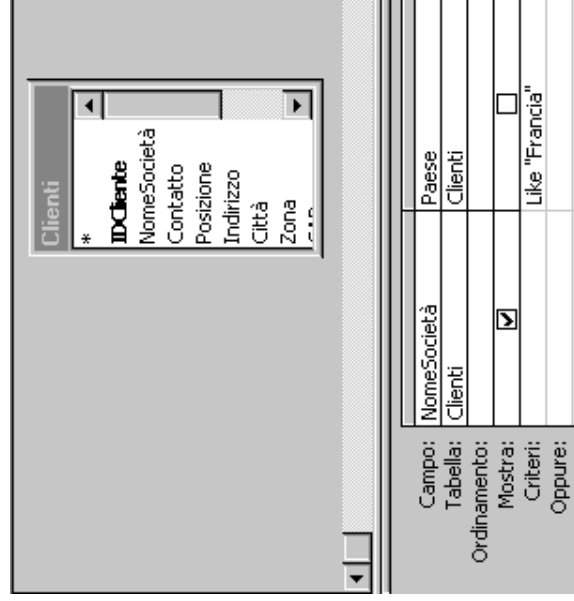 Clienti
*
IDCliente
NomeSocietà
Contatto
Posizione
Indirizzo
Città
Zona
Campo: NomeSocietà Paese
Tabella: Clienti Clienti
Ordinamento:
Mostra:
Criteri: Like "Francia"
Oppure: